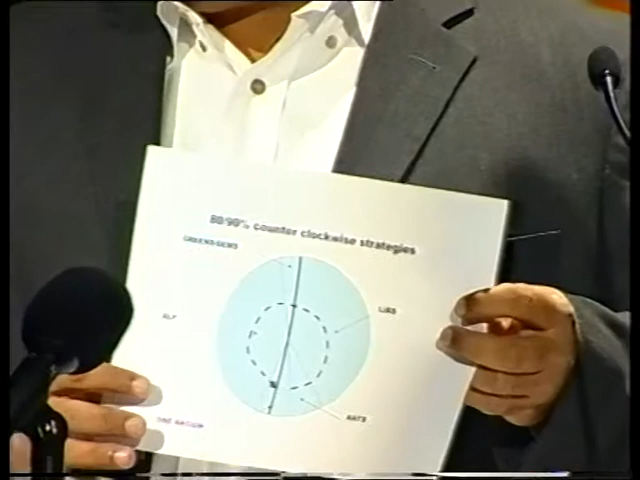 80/90% counter clockwise strategies
GREENS/DEMS
ALP
LIBS
NATS
ONE NATION